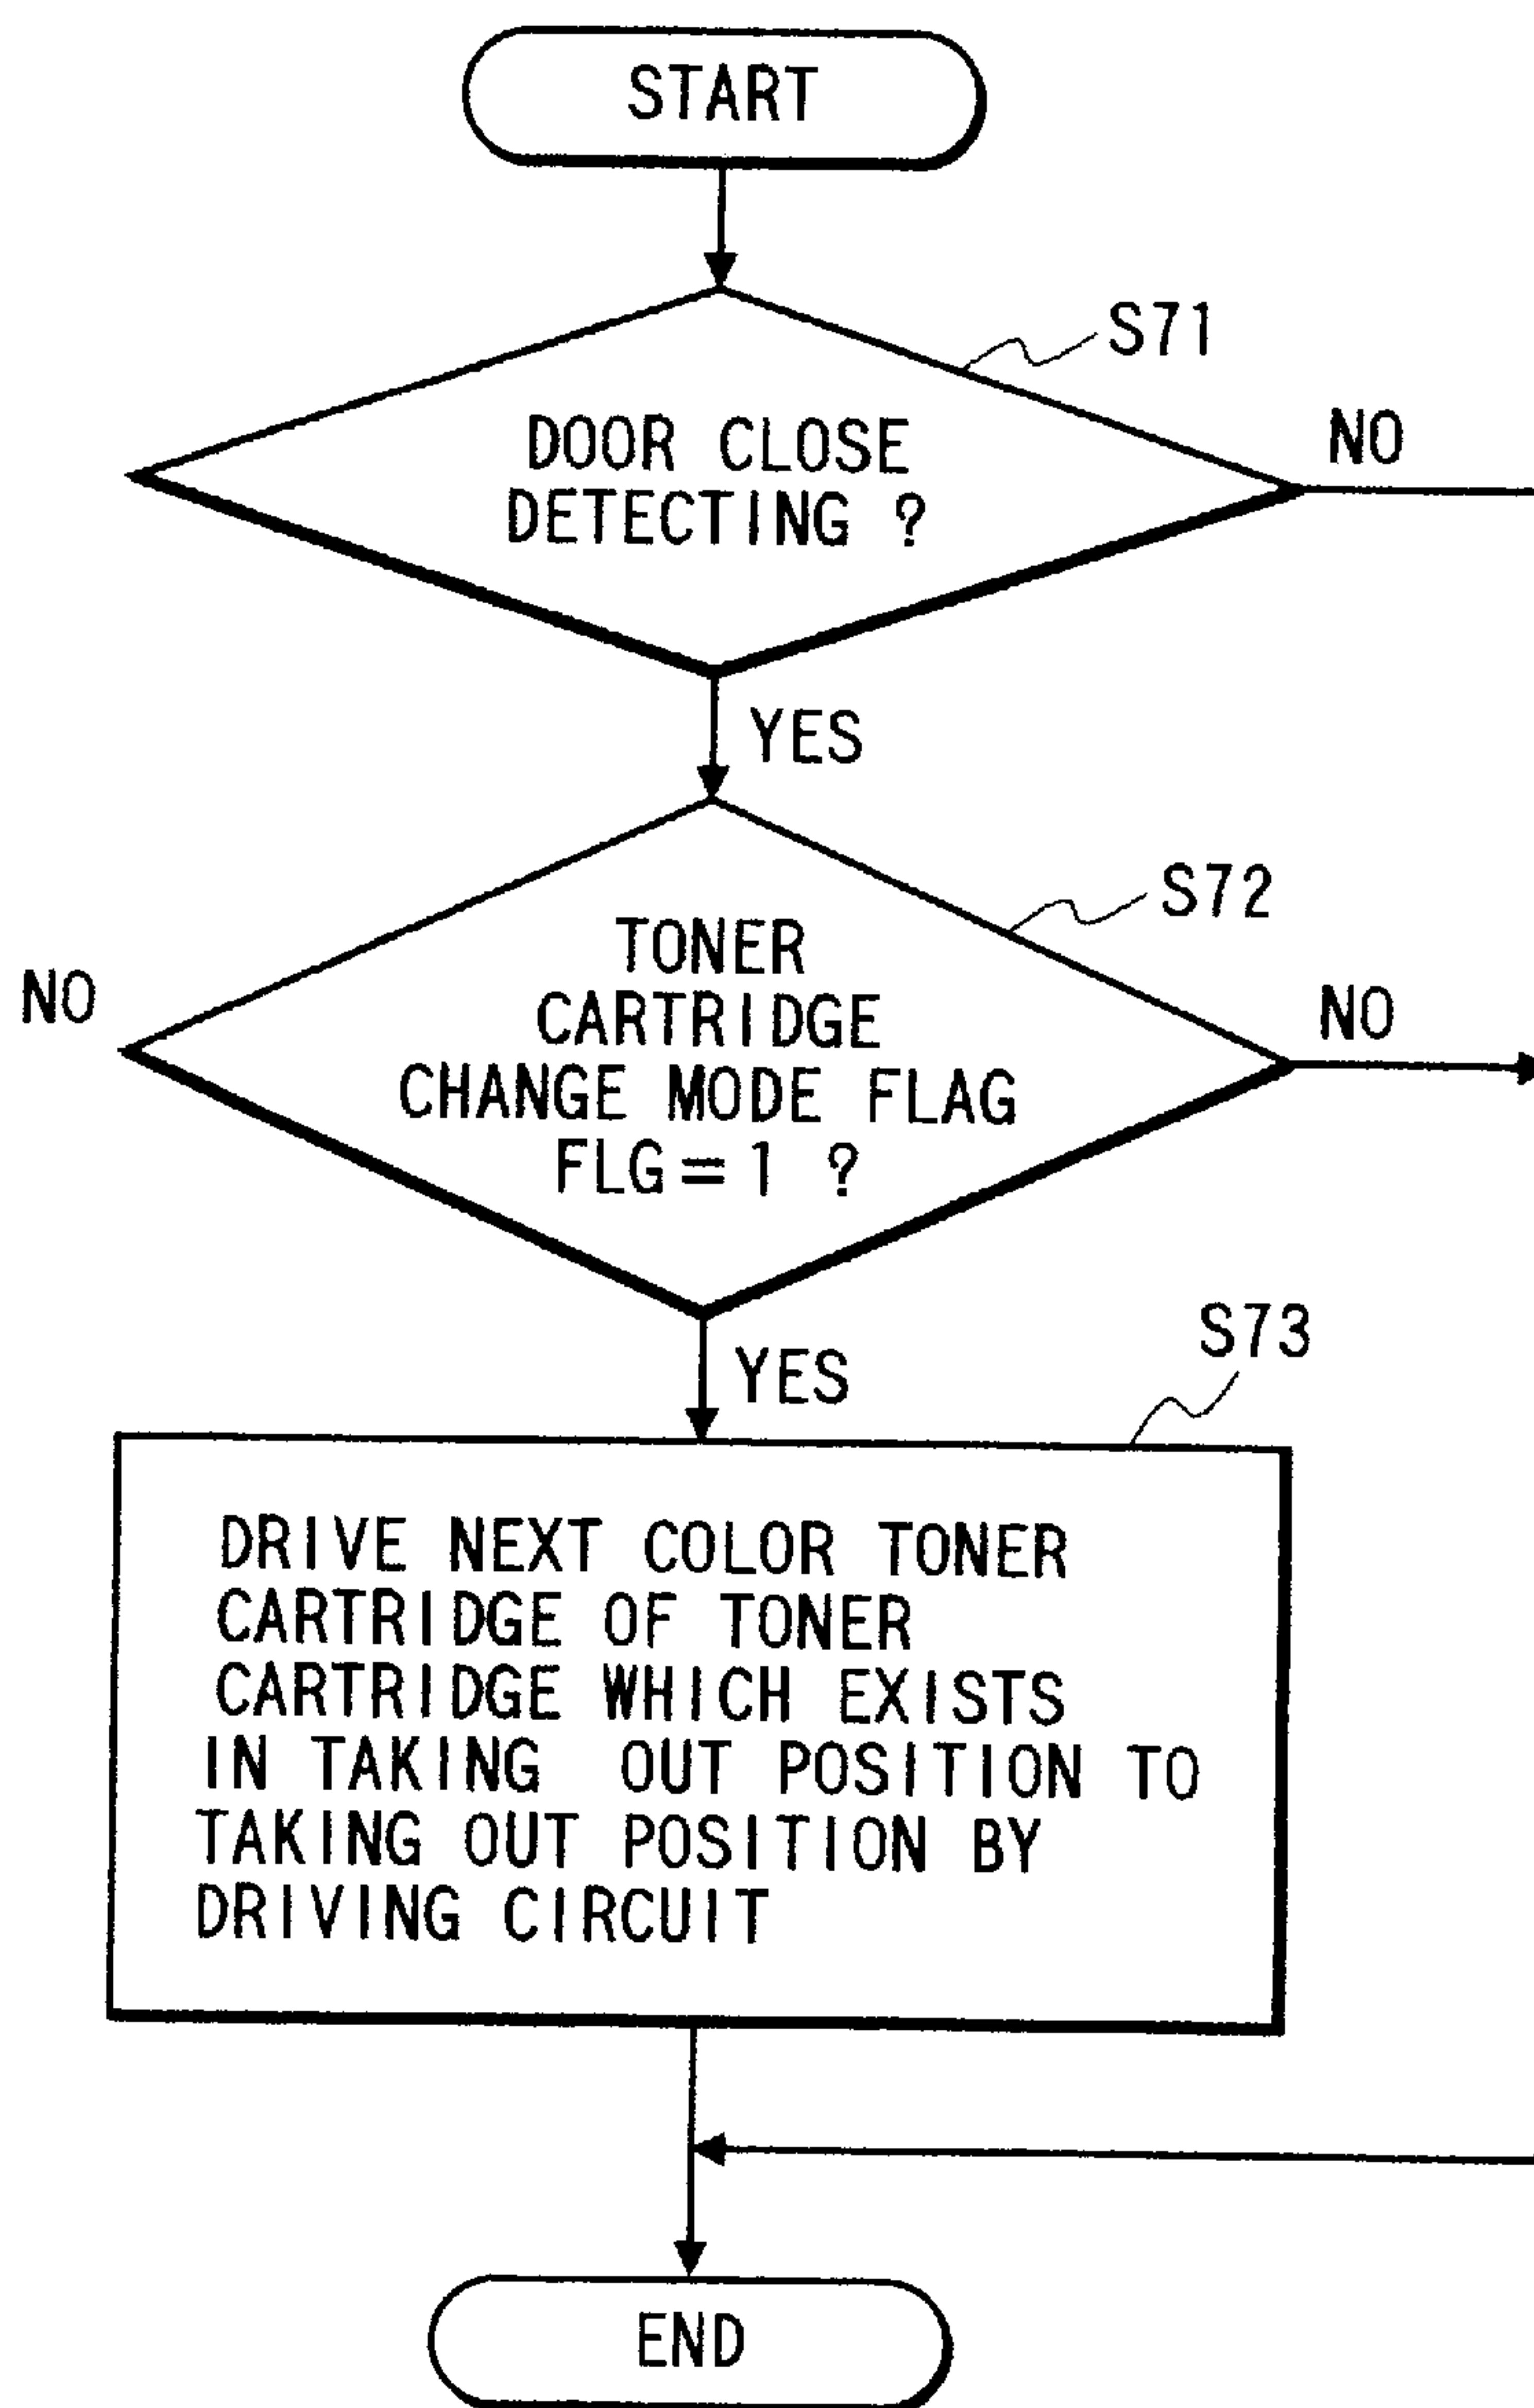 START
S71
DOOR CLOSE
DETECTING ?
NO
YES
S72
TONER
CARTRIDGE
CHANGE MODE FLAG
FLG=1 ?
NO
NO
YES
S73
DRIVE NEXT COLOR TONER
CARTRIDGE OF TONER
CARTRIDGE WHICH EXISTS
IN TAKING OUT POSITION TO
TAKING OUT POSITION BY
DRIVING CIRCUIT
END